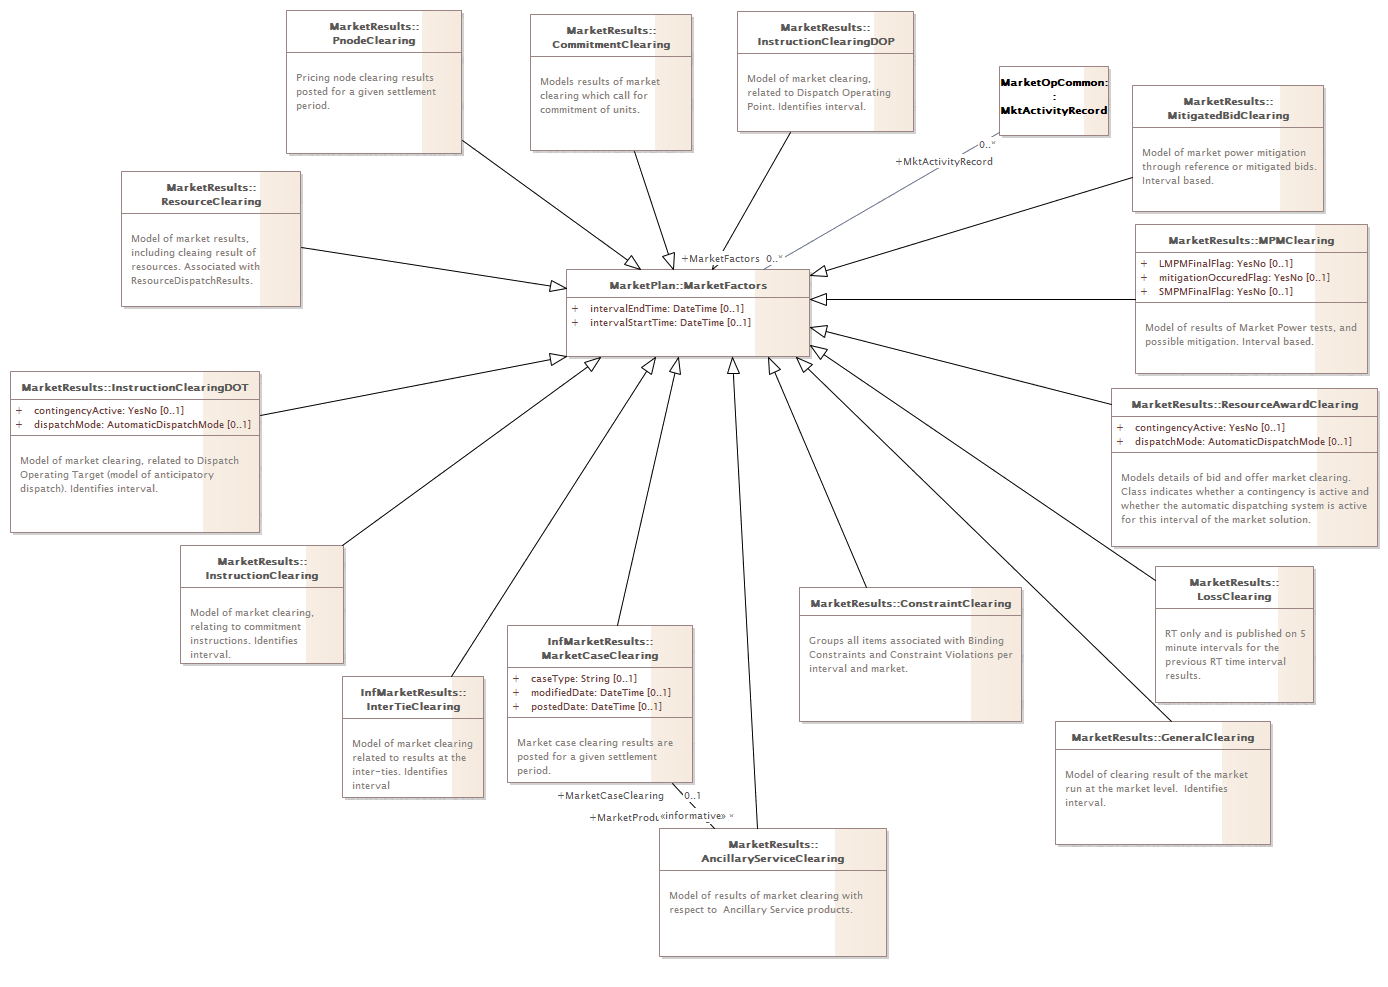 MarketResults::
PnodeClearing
Pricing node clearing results
posted for a given settlement
period.
MarketResults::
CommitmentClearing
Models results of market
clearing which call for
commitment of units.
MarketResults::
InstructionClearingDOP
Model of market clearing,
related to Dispatch Operating
Point. Identifies interval.
MarketOpCommon:
:
MktActivityRecord
0..*
+MktActivityRecord
MarketResults::
MitigatedBidClearing
Model of market power mitigation
through reference or mitigated bids.
Interval based.
MarketResults::
ResourceClearing
Model of market results,
including cleaing result of
resources. Associated with
ResourceDispatchResults.
MarketResults::MPMClearing
+ LMPMFinalFlag: YesNo [0..1]
+ mitigationOccuredFlag: YesNo [0..1]
+ SMPMFinalFlag: YesNo [0..1]
Model of results of Market Power tests, and
possible mitigation. Interval based.
+MarketFactors 0..*
MarketPlan::MarketFactors
+ intervalEndTime: DateTime [0..1]
+ intervalStartTime: DateTime [0..1]
MarketResults::InstructionClearingDOT
+ contingencyActive: YesNo [0..1]
+ dispatchMode: AutomaticDispatchMode [0..1]
Model of market clearing, related to Dispatch
Operating Target (model of anticipatory
dispatch). Identifies interval.
MarketResults::ResourceAwardClearing
+ contingencyActive: YesNo [0..1]
+ dispatchMode: AutomaticDispatchMode [0..1]
Models details of bid and offer market clearing.
Class indicates whether a contingency is active and
whether the automatic dispatching system is active
for this interval of the market solution.
MarketResults::
InstructionClearing
Model of market clearing,
relating to commitment
instructions. Identifies
interval.
MarketResults::
LossClearing
RT only and is published on 5
minute intervals for the
previous RT time interval
results.
MarketResults::ConstraintClearing
Groups all items associated with Binding
Constraints and Constraint Violations per
interval and market.
InfMarketResults::
MarketCaseClearing
+ caseType: String [0..1]
+ modifiedDate: DateTime [0..1]
+ postedDate: DateTime [0..1]
Market case clearing results are
posted for a given settlement
period.
InfMarketResults::
InterTieClearing
Model of market clearing
related to results at the
inter-ties. Identifies
interval
MarketResults::GeneralClearing
Model of clearing result of the market
run at the market level. Identifies
interval.
+MarketCaseClearing 0..1
«informative» *
MarketResults::
AncillaryServiceClearing
Model of results of market clearing with
respect to Ancillary Service products.